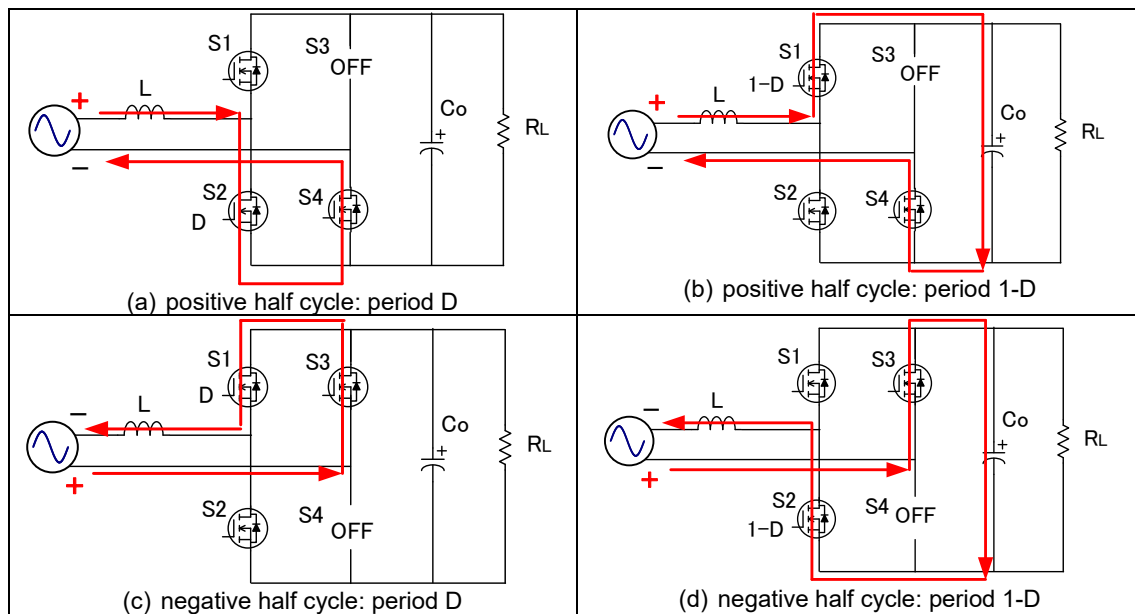 S1
S3
OFF
+
L
Co
+
RL
−
S2
D
S4
(a) positive half cycle: period D
S1
1-D
S3
OFF
+
L
Co
+
RL
−
S2
S4
(b) positive half cycle: period 1-D
S1
D
S3
−
L
Co
+
RL
+
S2
S4
OFF
(c) negative half cycle: period D
S1
S3
−
L
Co
+
RL
+
S2
1-D
S4
OFF
(d) negative half cycle: period 1-D